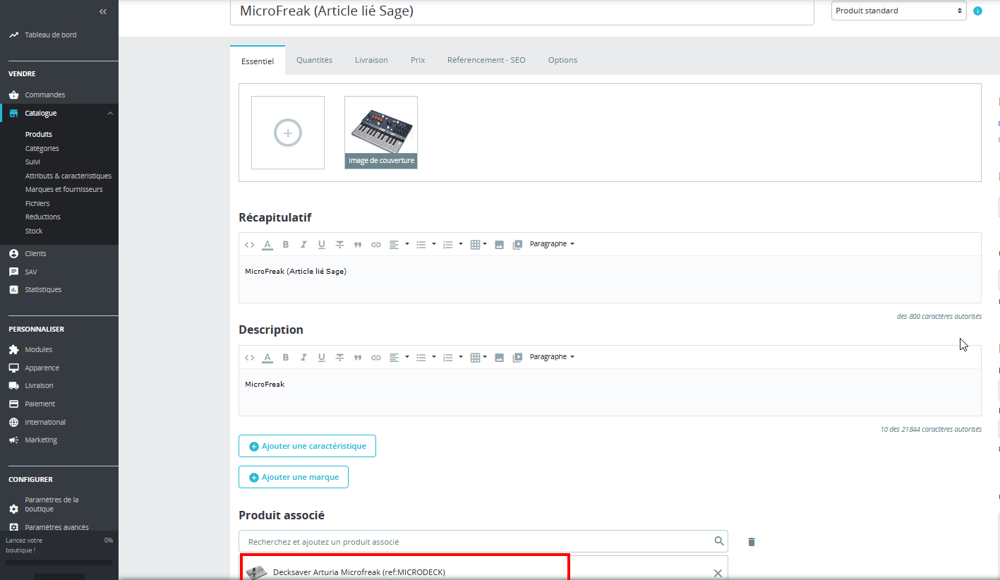 MicroFreak (Article lié Sage)
Produit standard
Tableau de bord
VENDRE
Commandes
Catalogue
Produits
Catégories
Suivi
Attributs & caractéristiques
Marques et fournisseurs
Fichiers
Réductions
Stock
Clients
SAV
Statistiques
PERSONNALISER
Modules
Apparence
Livraison
Paiement
International
Marketing
CONFIGURER
Paramètres de la
boutique
Paramètres avancés
Lancez votre
boutique !
0%
Essentiel
Quantités
Livraison
Prix
Référencement - SEO
Options
Image de couverture
Récapitulatif
Paragraphe
MicroFreak (Article lié Sage)
des 800 caractères autorisés
Description
Paragraphe
MicroFreak
10 des 21844 caractères autorisés
Ajouter une caractéristique
Ajouter une marque
Produit associé
Recherchez et ajoutez un produit associé
Decksaver Arturia Microfreak (ref:MICRODECK)